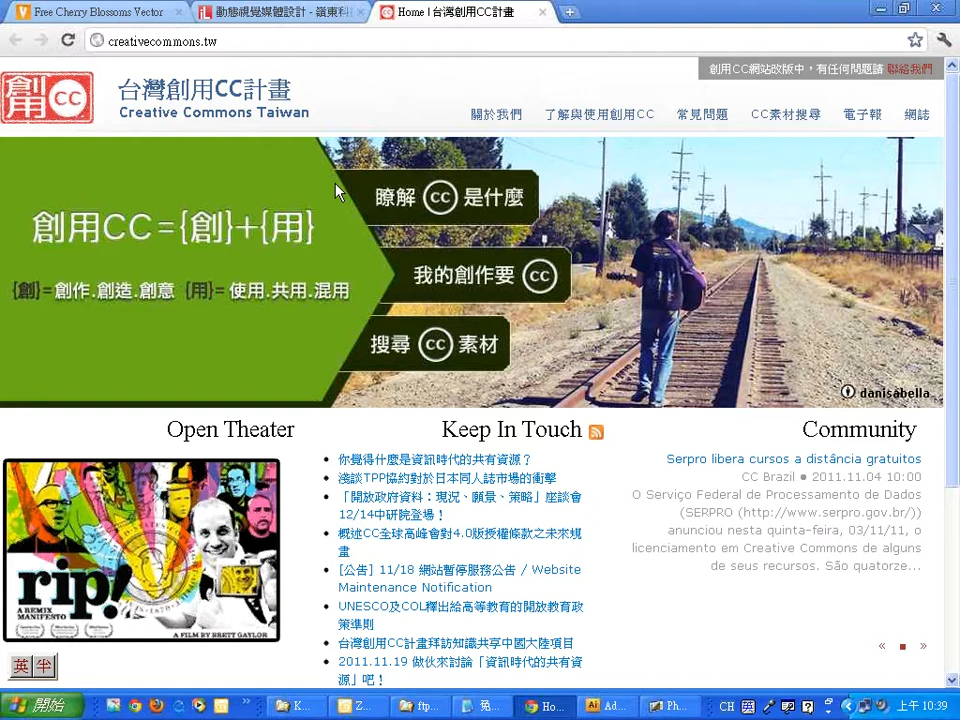 Free Cherry Blossoms Vector
動態視覺媒體設計 - 嶺東科
Home | 台灣創用CC計畫
creativecommons.tw
創用CC網站改版中，有任何問題請 聯絡我們
創用 CC
台灣創用CC計畫
Creative Commons Taiwan
關於我們 了解與使用創用CC 常見問題 CC素材搜尋 電子報 網誌
瞭解 CC 是什麼
創用CC={創}+{用}
我的創作要 CC
{創}=創作.創造.創意 {用}=使用.共用.混用
搜尋 CC 素材
danisabella
Open Theater
Keep In Touch
Community
你覺得什麼是資訊時代的共有資源？
淺談TPP協約對於日本同人誌市場的衝擊
「開放政府資料：現況、願景、策略」座談會
12/14中研院登場！
概述CC全球高峰會對4.0版授權條款之未來規
畫
[公告] 11/18 網站暫停服務公告 / Website
Maintenance Notification
UNESCO及COL釋出給高等教育的開放教育政
策準則
台灣創用CC計畫拜訪知識共享中國大陸項目
2011.11.19 做伙來討論「資訊時代的共有資
源」吧！
Serpro libera cursos a distância gratuitos
CC Brazil ● 2011.11.04 10:00
O Serviço Federal de Processamento de Dados
(SERPRO (http://www.serpro.gov.br/))
anunciou nesta quinta-feira, 03/11/11, o
licenciamento em Creative Commons de alguns
de seus recursos. São quatorze...
« »
rip!
A REMIX
MANIFESTO
A FILM BY BRETT GAYLOR
英 半
開始
K...
Z...
ftp...
兔...
Ho...
Ad...
Ph...
CH
上午 10:39